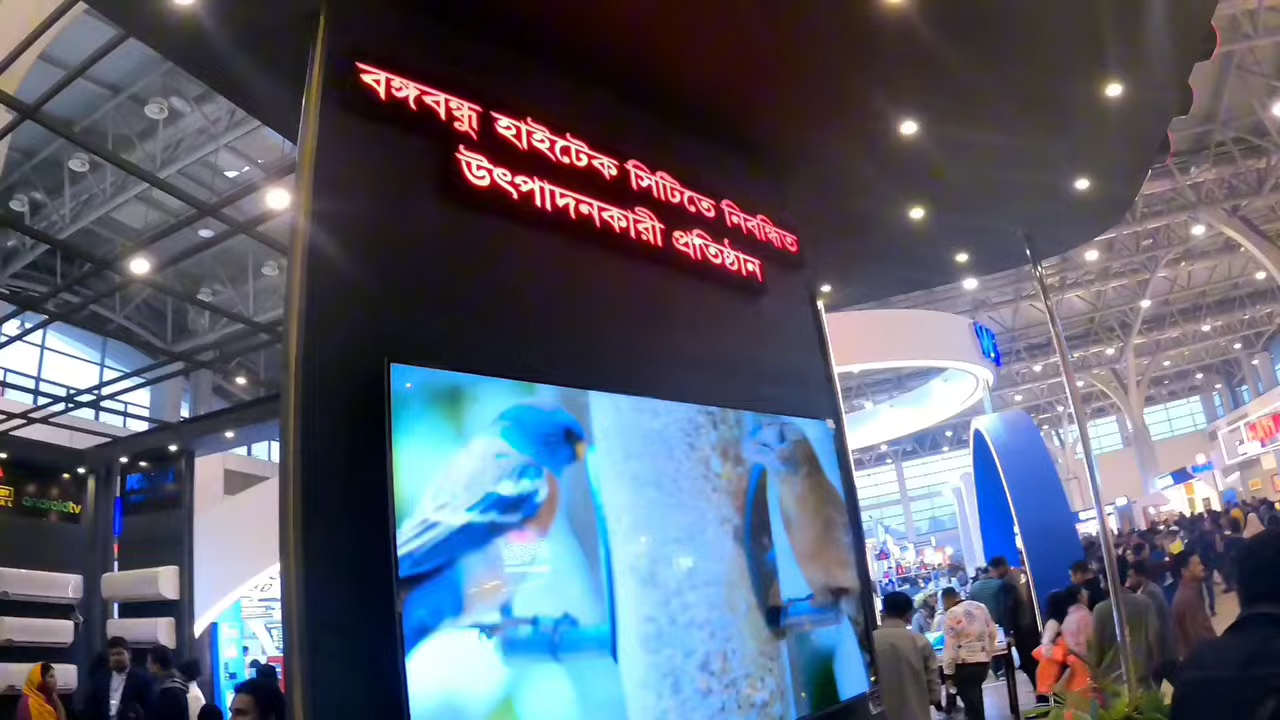 বঙ্গবন্ধু হাইটেক সিটিতে নিবন্ধিত
উৎপাদনকারী প্রতিষ্ঠান
androidtv